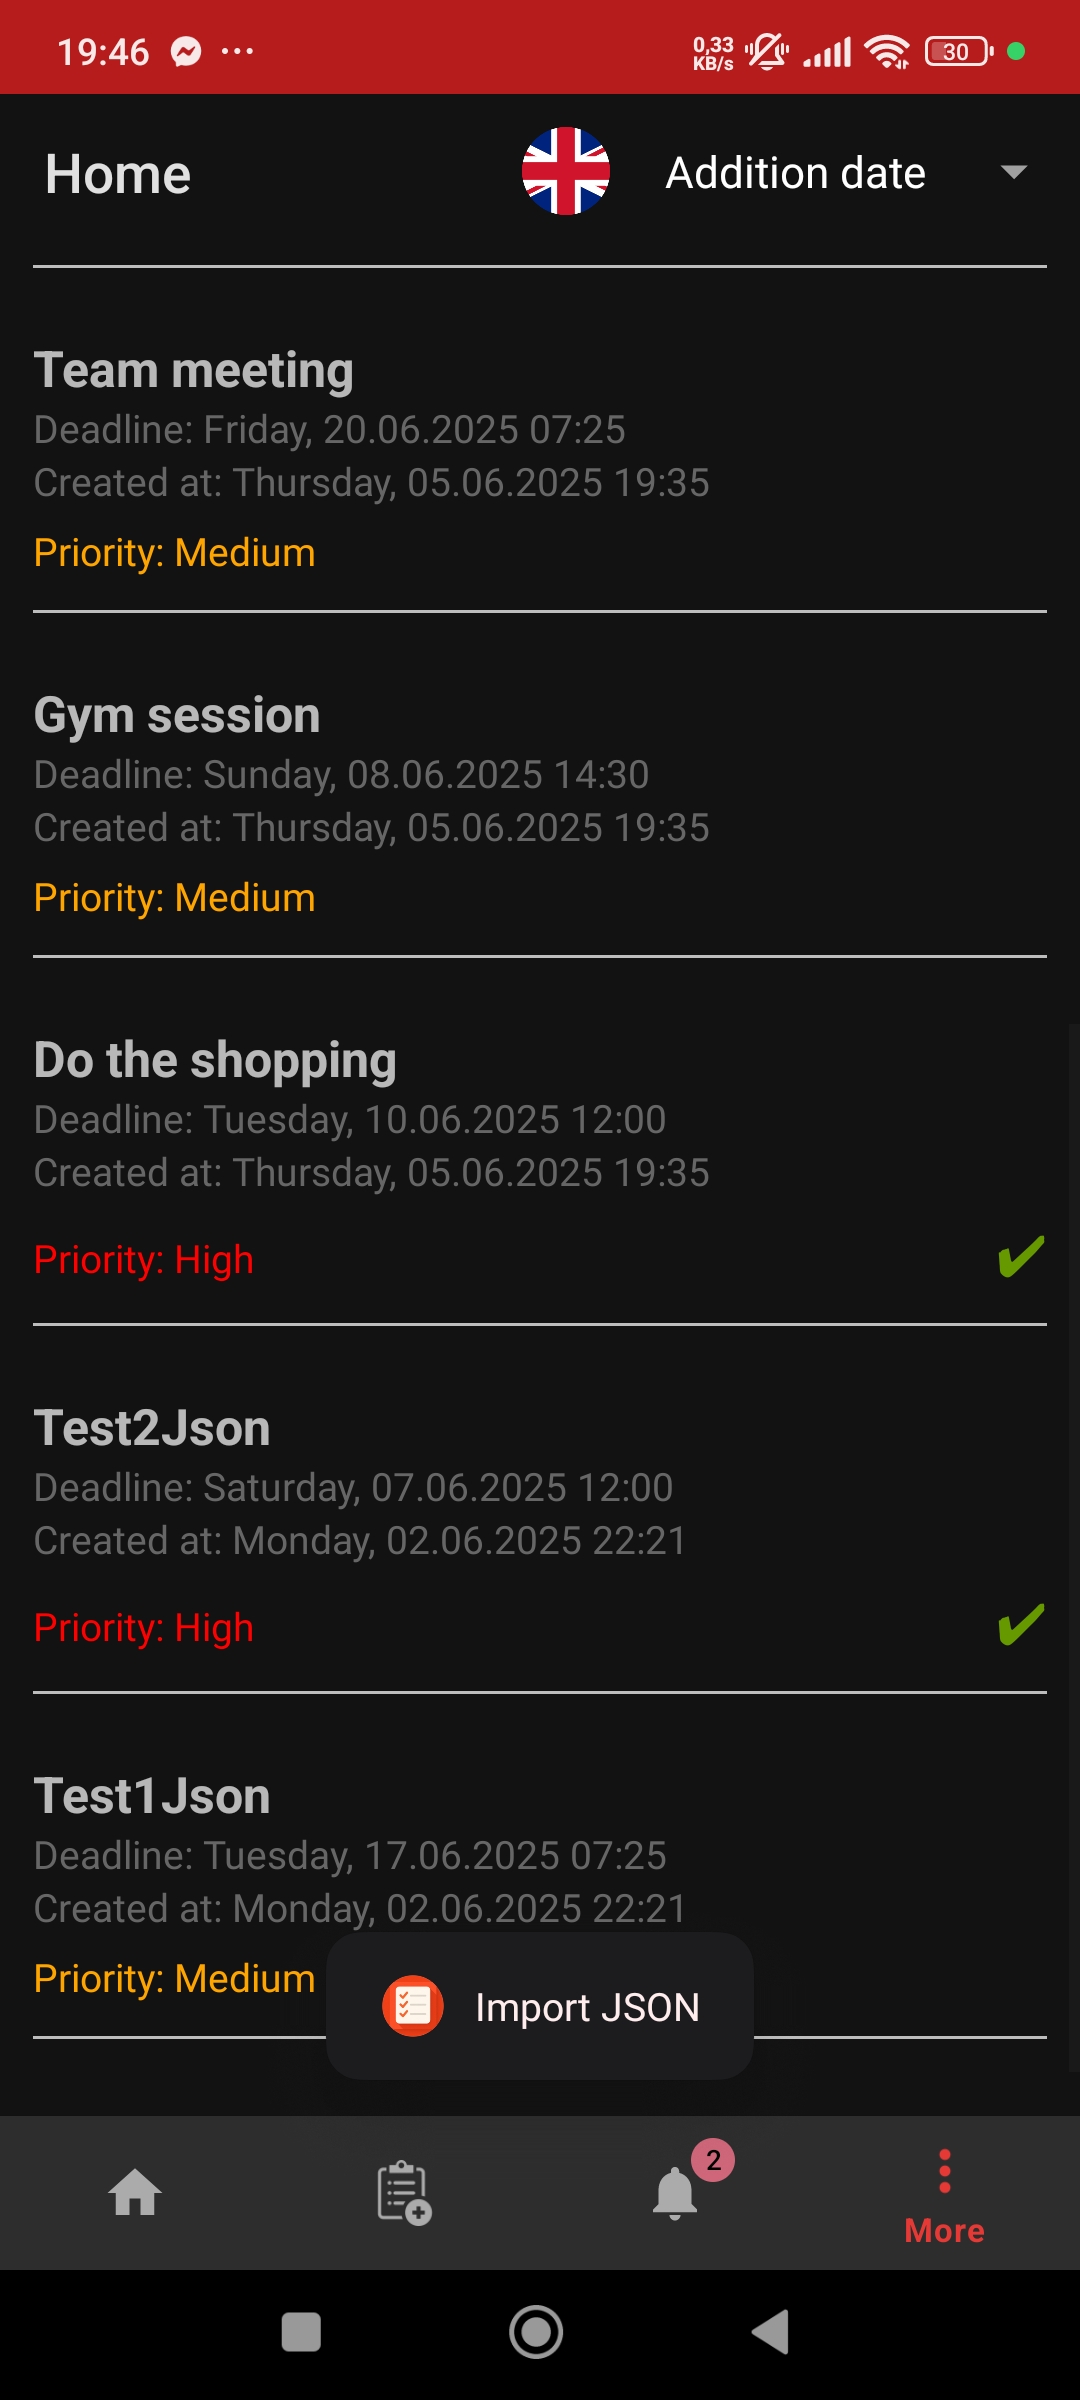 19:46
0,33
KB/s
30
Home
Addition date
Team meeting
Deadline: Friday, 20.06.2025 07:25
Created at: Thursday, 05.06.2025 19:35
Priority: Medium
Gym session
Deadline: Sunday, 08.06.2025 14:30
Created at: Thursday, 05.06.2025 19:35
Priority: Medium
Do the shopping
Deadline: Tuesday, 10.06.2025 12:00
Created at: Thursday, 05.06.2025 19:35
Priority: High
Test2Json
Deadline: Saturday, 07.06.2025 12:00
Created at: Monday, 02.06.2025 22:21
Priority: High
Test1Json
Deadline: Tuesday, 17.06.2025 07:25
Created at: Monday, 02.06.2025 22:21
Priority: Medium
Import JSON
2
More